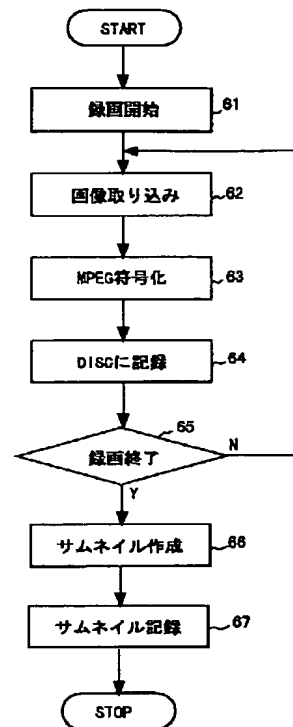 START
録画開始 61
画像取り込み 62
MPEG符号化 63
DISCに記録 64
65
録画終了 N
Y
サムネイル作成 66
サムネイル記録 67
STOP